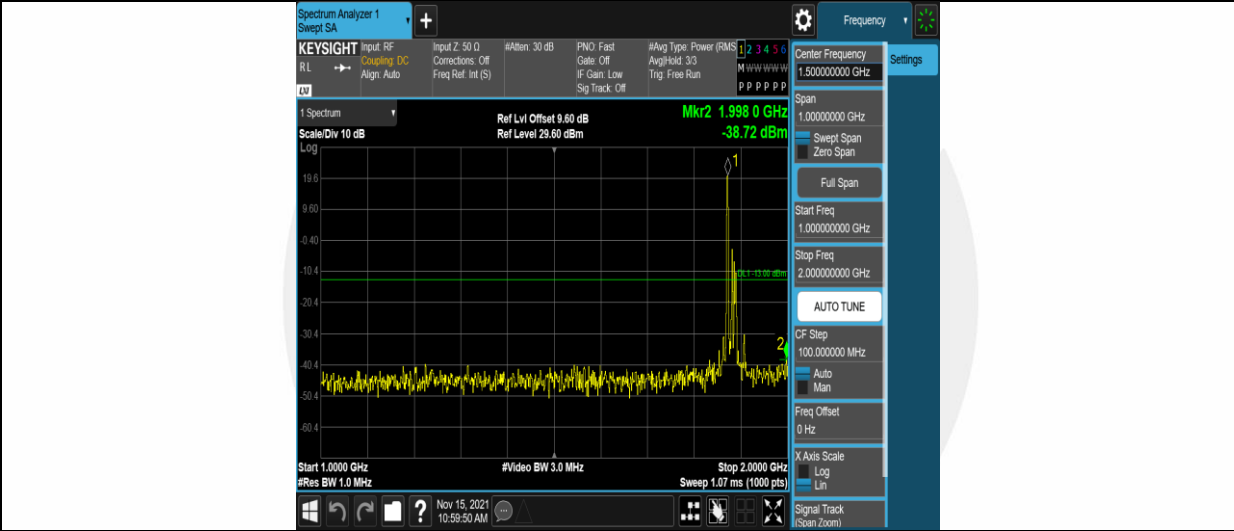 Spectrum Analyzer 1
Swept SA
+
Frequency
KEYSIGHT
RL
LXI
Input: RF
Coupling: DC
Align: Auto
Input Z: 50 Ω
Corrections: Off
Freq Ref: Int (S)
#Atten: 30 dB
PNO: Fast
Gate: Off
IF Gain: Low
Sig Track: Off
#Avg Type: Power (RMS
Avg|Hold: 3/3
Trig: Free Run
1 2 3 4 5 6
M W W W W W
P P P P P P
Center Frequency
1.500000000 GHz
Settings
Span
1.00000000 GHz
Swept Span
Zero Span
Full Span
Start Freq
1.000000000 GHz
Stop Freq
2.000000000 GHz
AUTO TUNE
CF Step
100.000000 MHz
Auto
Man
Freq Offset
0 Hz
X Axis Scale
Log
Lin
Signal Track
(Span Zoom)
1 Spectrum
Scale/Div 10 dB
Ref Lvl Offset 9.60 dB
Ref Level 29.60 dBm
Mkr2 1.998 0 GHz
-38.72 dBm
Log
1
19.6
9.60
-0.40
-10.4
DL1 -13.00 dBm
-20.4
-30.4
2
-40.4
-50.4
-60.4
Start 1.0000 GHz
#Video BW 3.0 MHz
Stop 2.0000 GHz
#Res BW 1.0 MHz
Sweep 1.07 ms (1000 pts)
?
Nov 15, 2021
10:59:50 AM